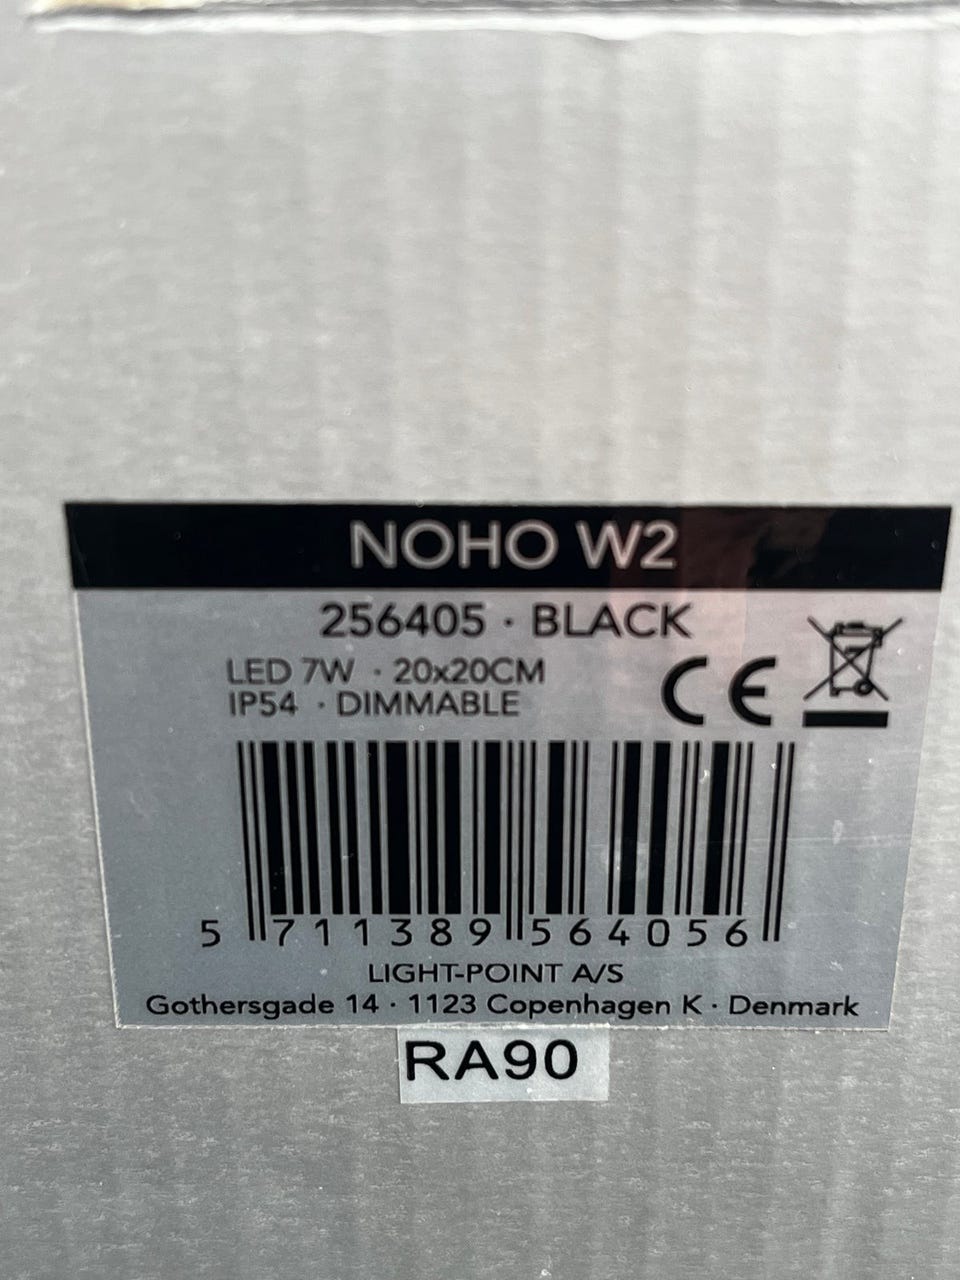 NOHO W2
256405 · BLACK
LED 7W · 20x20CM
IP54 · DIMMABLE
CE
5 711389 564056
LIGHT-POINT A/S
Gothersgade 14 · 1123 Copenhagen K · Denmark
RA90